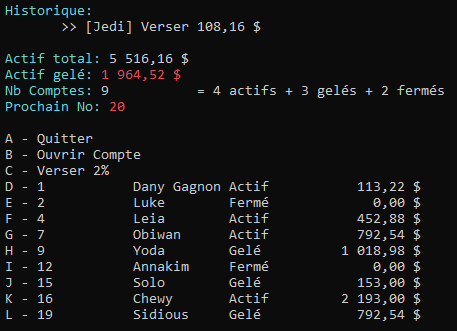 Historique:
>> [Jedi] Verser 108,16 $
Actif total: 5 516,16 $
Actif gelé: 1 964,52 $
Nb Comptes: 9 = 4 actifs + 3 gelés + 2 fermés
Prochain No: 20
A - Quitter
B - Ouvrir Compte
C - Verser 2%
D - 1 Dany Gagnon Actif 113,22 $
E - 2 Luke Fermé 0,00 $
F - 4 Leia Actif 452,88 $
G - 7 Obiwan Actif 792,54 $
H - 9 Yoda Gelé 1 018,98 $
I - 12 Annakim Fermé 0,00 $
J - 15 Solo Gelé 153,00 $
K - 16 Chewy Actif 2 193,00 $
L - 19 Sidious Gelé 792,54 $